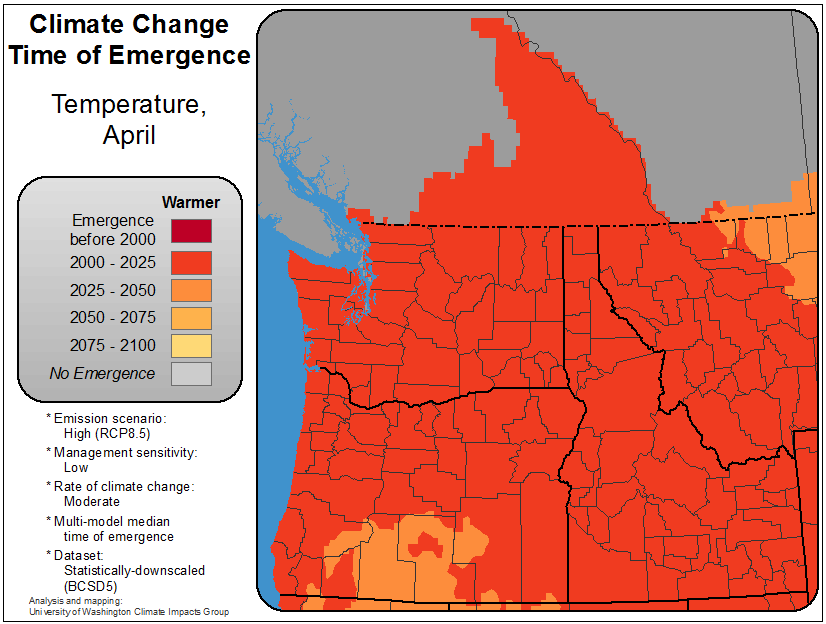 Climate Change
Time of Emergence
Temperature,
April
Warmer
Emergence
before 2000
2000 - 2025
2025 - 2050
2050 - 2075
2075 - 2100
No Emergence
* Emission scenario:
High (RCP8.5)
* Management sensitivity:
Low
* Rate of climate change:
Moderate
* Multi-model median
time of emergence
* Dataset:
Statistically-downscaled
(BCSD5)
Analysis and mapping:
University of Washington Climate Impacts Group